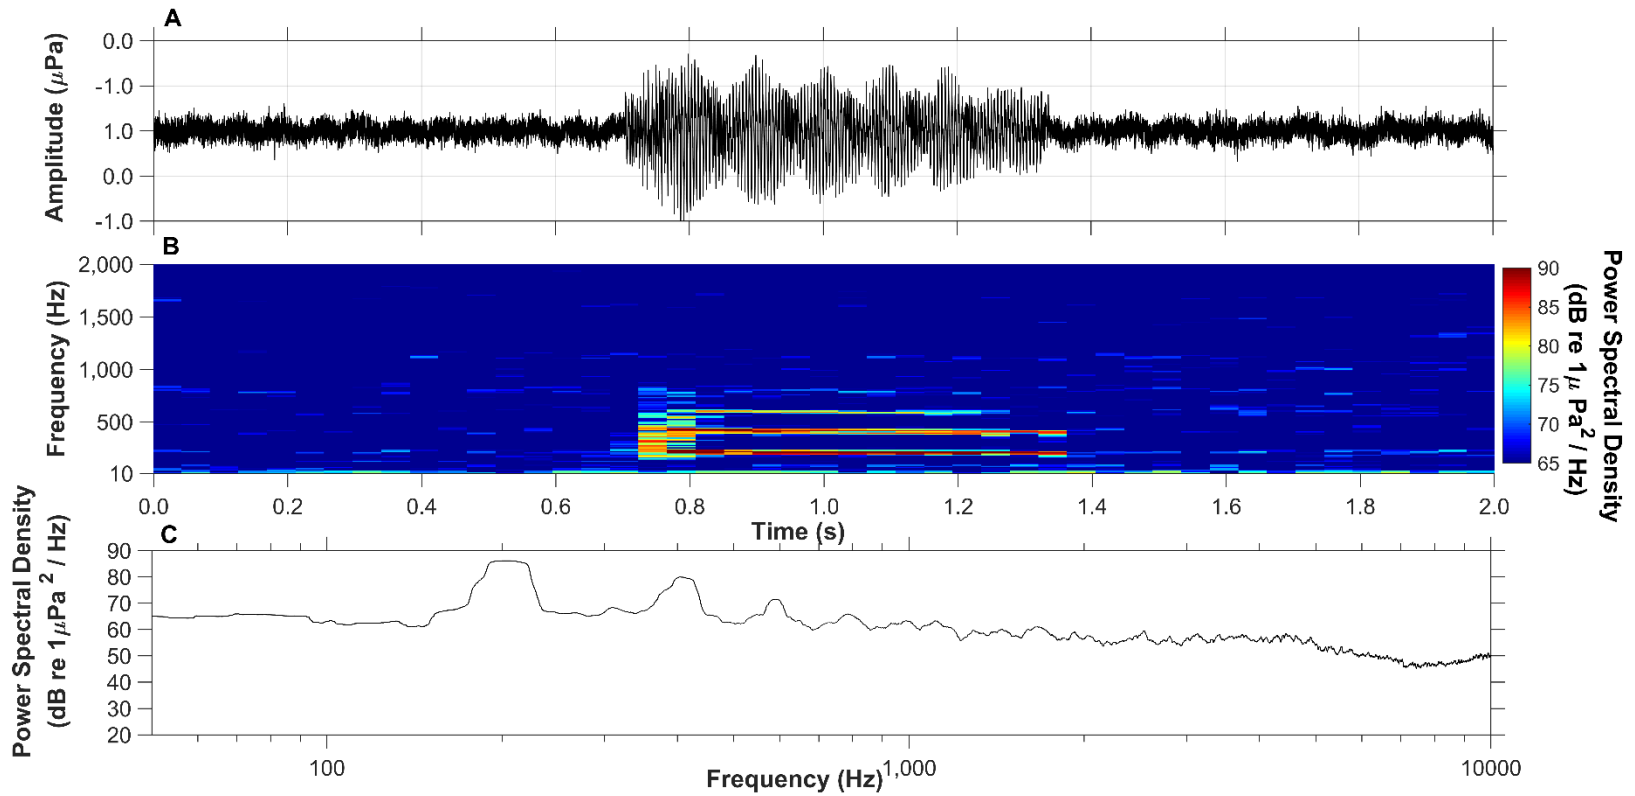 A
Amplitude (μPa)
0.0
-1.0
1.0
0.0
-1.0
B
Frequency (Hz)
2,000
1,500
1,000
500
10
0.0 0.2 0.4 0.6 0.8 1.0 1.2 1.4 1.6 1.8 2.0
Time (s)
90
85
80
75
70
65
Power Spectral Density
(dB re 1μ Pa² / Hz)
C
Power Spectral Density
(dB re 1μPa² / Hz)
90
80
70
60
50
40
30
20
100 1,000 10000
Frequency (Hz)